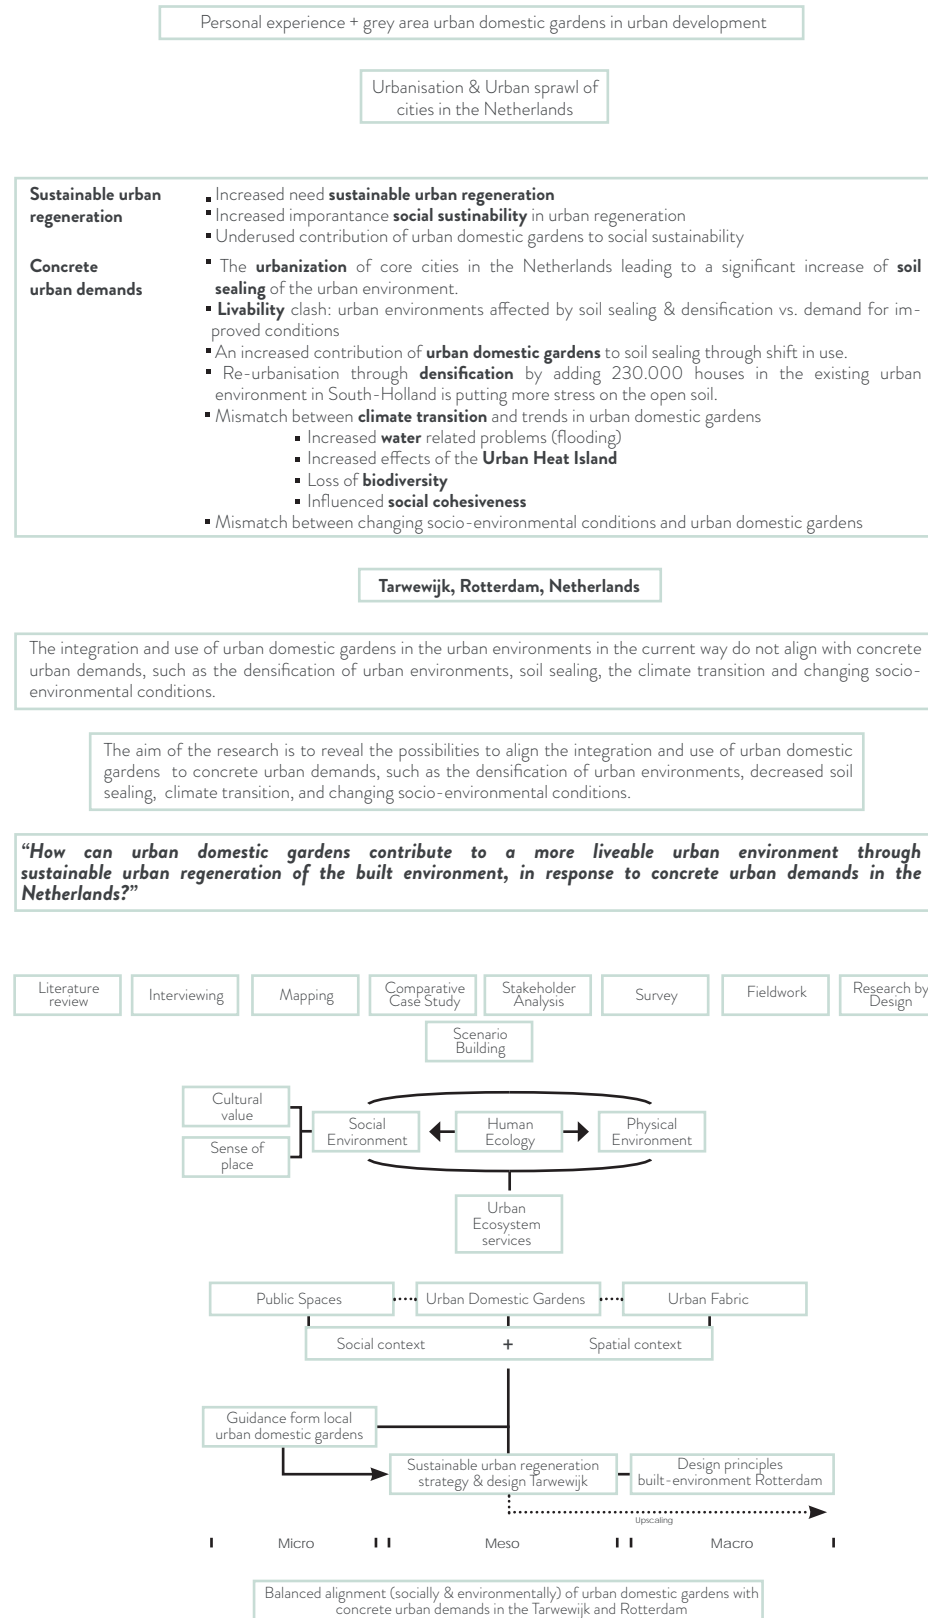 Personal experience + grey area urban domestic gardens in urban development
Urbanisation & Urban sprawl of
cities in the Netherlands
Sustainable urban
regeneration
▪ Increased need sustainable urban regeneration
▪ Increased imporantance social sustinability in urban regeneration
▪ Underused contribution of urban domestic gardens to social sustainability
Concrete
urban demands
▪ The urbanization of core cities in the Netherlands leading to a significant increase of soil
sealing of the urban environment.
▪ Livability clash: urban environments affected by soil sealing & densification vs. demand for im-
proved conditions
▪ An increased contribution of urban domestic gardens to soil sealing through shift in use.
▪ Re-urbanisation through densification by adding 230.000 houses in the existing urban
environment in South-Holland is putting more stress on the open soil.
▪ Mismatch between climate transition and trends in urban domestic gardens
▪ Increased water related problems (flooding)
▪ Increased effects of the Urban Heat Island
▪ Loss of biodiversity
▪ Influenced social cohesiveness
▪ Mismatch between changing socio-environmental conditions and urban domestic gardens
Tarwewijk, Rotterdam, Netherlands
The integration and use of urban domestic gardens in the urban environments in the current way do not align with concrete
urban demands, such as the densification of urban environments, soil sealing, the climate transition and changing socio-
environmental conditions.
The aim of the research is to reveal the possibilities to align the integration and use of urban domestic
gardens to concrete urban demands, such as the densification of urban environments, decreased soil
sealing, climate transition, and changing socio-environmental conditions.
“How can urban domestic gardens contribute to a more liveable urban environment through
sustainable urban regeneration of the built environment, in response to concrete urban demands in the
Netherlands?”
Literature
review
Interviewing
Mapping
Comparative
Case Study
Stakeholder
Analysis
Survey
Fieldwork
Research by
Design
Scenario
Building
Cultural
value
Sense of
place
Social
Environment
Human
Ecology
Physical
Environment
Urban
Ecosystem
services
Public Spaces
Urban Domestic Gardens
Urban Fabric
Social context
+
Spatial context
Guidance form local
urban domestic gardens
Sustainable urban regeneration
strategy & design Tarwewijk
Design principles
built-environment Rotterdam
Upscaling
Micro
Meso
Macro
Balanced alignment (socially & environmentally) of urban domestic gardens with
concrete urban demands in the Tarwewijk and Rotterdam